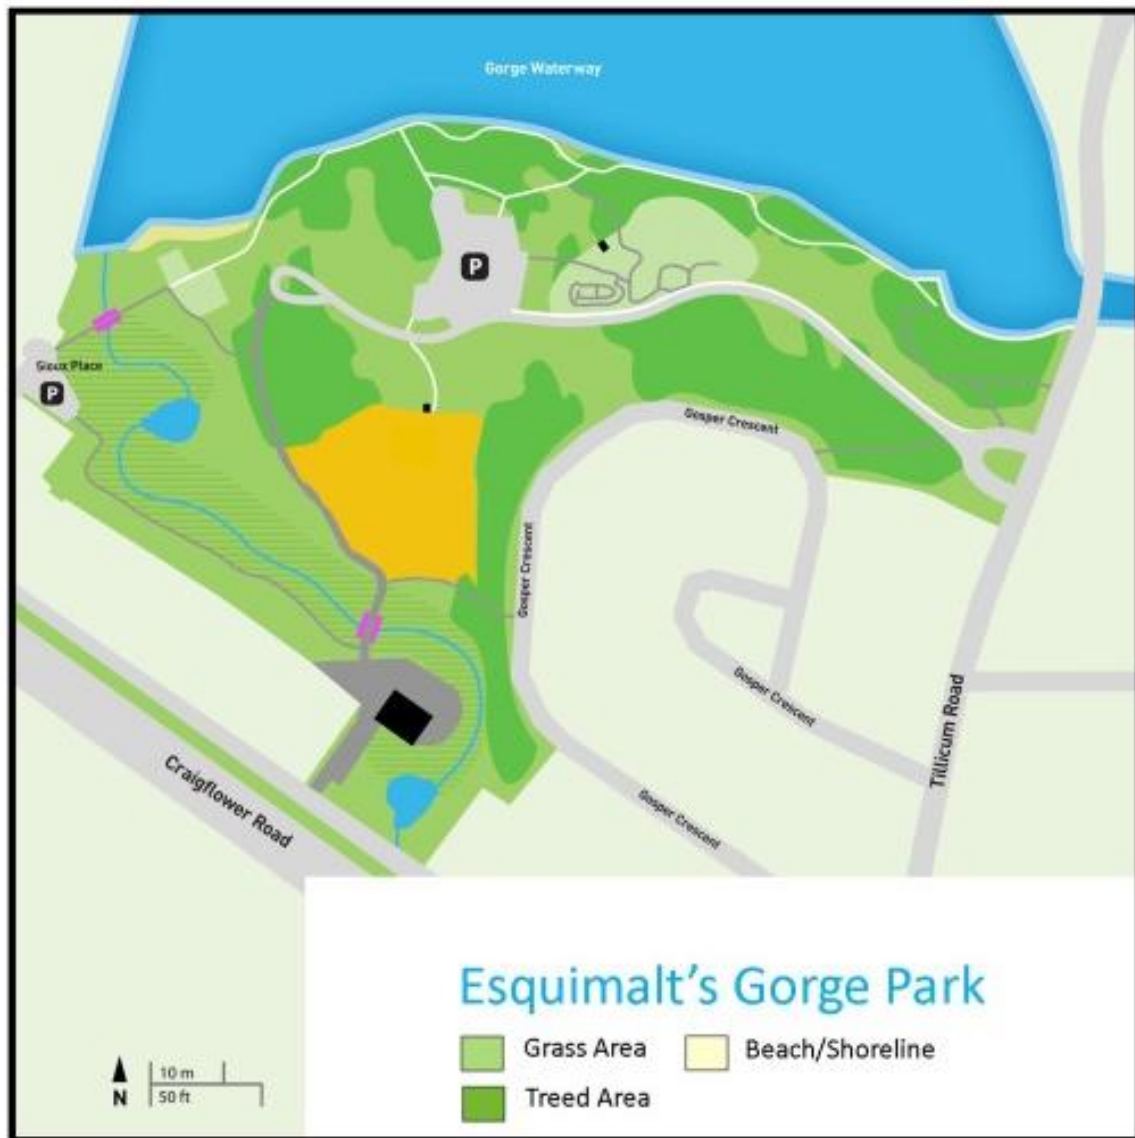 Gorge Waterway
P
Sioux Place
P
Gosper Crescent
Gosper Crescent
Gosper Crescent
Gosper Crescent
Tillicum Road
Craigflower Road
Esquimalt's Gorge Park
Grass Area
Beach/Shoreline
Treed Area
N
10 m
50 ft